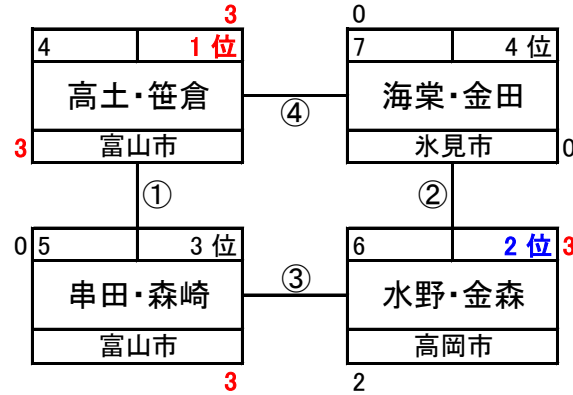 3 0
4 1 位 7 4 位
高土・笹倉 海棠・金田
④
3 富山市 氷見市 0
① ②
0 5 3 位 6 2 位 3
串田・森崎 ③ 水野・金森
富山市 高岡市
3 2